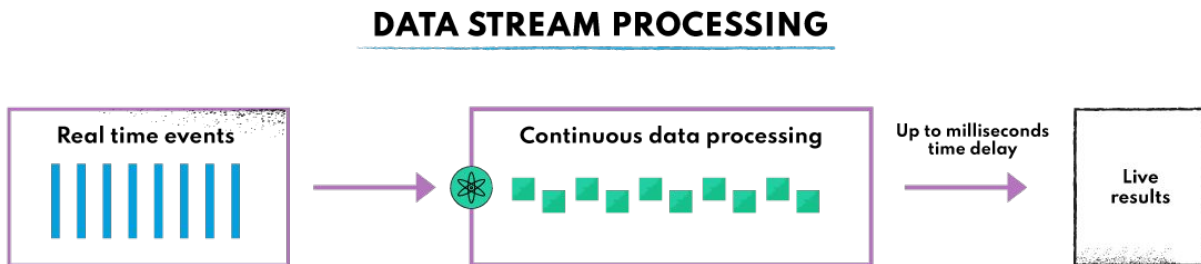 DATA STREAM PROCESSING
Real time events
Continuous data processing
Up to milliseconds
time delay
Live
results